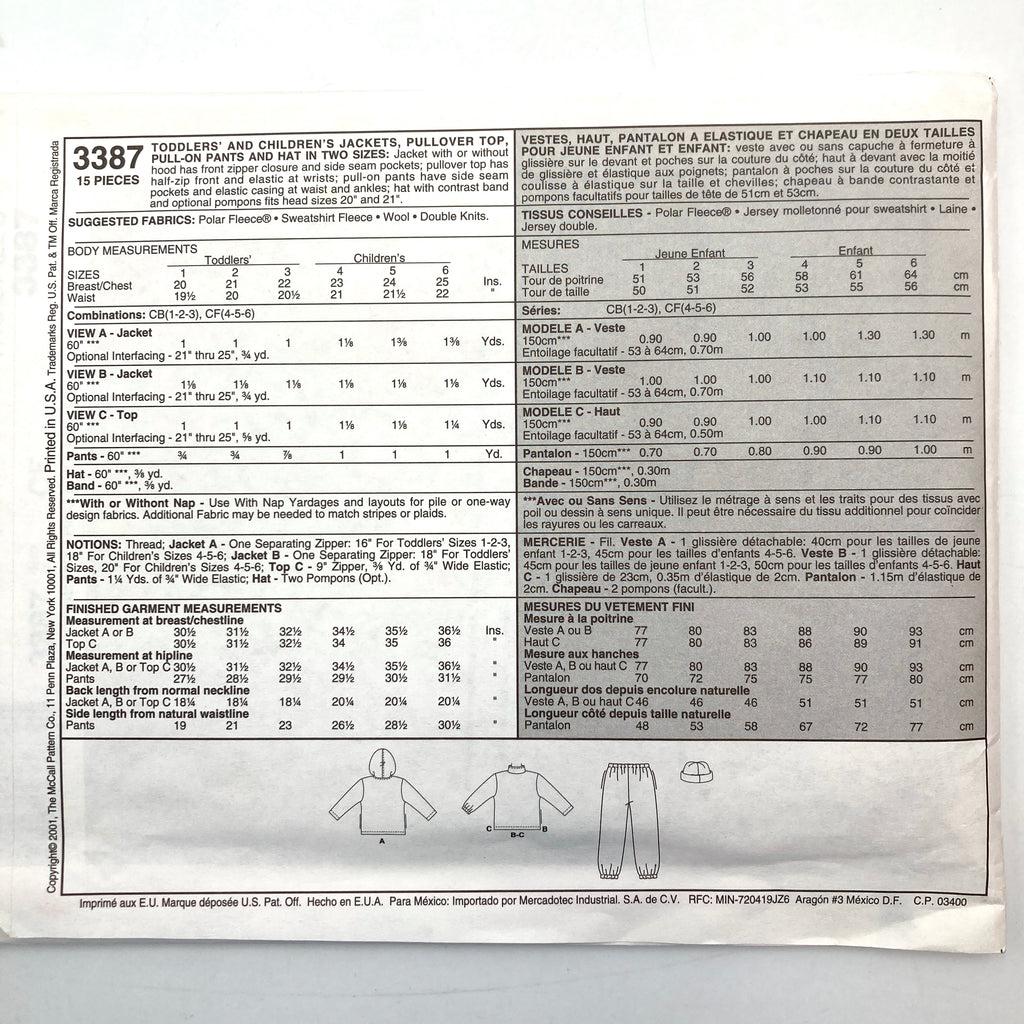 3387
15 PIECES
TODDLERS' AND CHILDREN'S JACKETS, PULLOVER TOP,
PULL-ON PANTS AND HAT IN TWO SIZES: Jacket with or without
hood has front zipper closure and side seam pockets; pullover top has
half-zip front and elastic at wrists; pull-on pants have side seam
pockets and elastic casing at waist and ankles; hat with contrast band
and optional pompons fits head sizes 20" and 21".
SUGGESTED FABRICS: Polar Fleece® • Sweatshirt Fleece • Wool • Double Knits.
BODY MEASUREMENTS
Toddlers' Children's
SIZES 1 2 3 4 5 6
Breast/Chest 20 21 22 23 24 25 Ins.
Waist 19½ 20 20½ 21 21½ 22 "
Combinations: CB(1-2-3), CF(4-5-6)
VIEW A - Jacket
60" *** 1 1 1 1⅛ 1⅜ 1⅜ Yds.
Optional Interfacing - 21" thru 25", ¾ yd.
VIEW B - Jacket
60" *** 1⅛ 1⅛ 1⅛ 1⅛ 1⅛ 1⅛ Yds.
Optional Interfacing - 21" thru 25", ¾ yd.
VIEW C - Top
60" *** 1 1 1 1⅛ 1⅛ 1¼ Yds.
Optional Interfacing - 21" thru 25", ⅝ yd.
Pants - 60" *** ¾ ¾ ⅞ 1 1 1 Yd.
Hat - 60" ***, ⅜ yd.
Band - 60" ***, ⅜ yd.
***With or Without Nap - Use With Nap Yardages and layouts for pile or one-way
design fabrics. Additional Fabric may be needed to match stripes or plaids.
NOTIONS: Thread; Jacket A - One Separating Zipper: 16" For Toddlers' Sizes 1-2-3,
18" For Children's Sizes 4-5-6; Jacket B - One Separating Zipper: 18" For Toddlers'
Sizes, 20" For Children's Sizes 4-5-6; Top C - 9" Zipper, ⅜ Yd. of ¾" Wide Elastic;
Pants - 1¼ Yds. of ¾" Wide Elastic; Hat - Two Pompons (Opt.).
FINISHED GARMENT MEASUREMENTS
Measurement at breast/chestline
Jacket A or B 30½ 31½ 32½ 34½ 35½ 36½ Ins.
Top C 30½ 31½ 32½ 34 35 36 "
Measurement at hipline
Jacket A, B or Top C 30½ 31½ 32½ 34½ 35½ 36½ "
Pants 27½ 28½ 29½ 29½ 30½ 31½ "
Back length from normal neckline
Jacket A, B or Top C 18¼ 18¼ 18¼ 20¼ 20¼ 20¼ "
Side length from natural waistline
Pants 19 21 23 26½ 28½ 30½ "
VESTES, HAUT, PANTALON A ELASTIQUE ET CHAPEAU EN DEUX TAILLES
POUR JEUNE ENFANT ET ENFANT: veste avec ou sans capuche à fermeture à
glissière sur le devant et poches sur la couture du côté; haut à devant avec la moitié
de glissière et élastique aux poignets; pantalon à poches sur la couture du côté et
coulisse à élastique sur la taille et chevilles; chapeau à bande contrastante et
pompons facultatifs pour tailles de tête de 51cm et 53cm.
TISSUS CONSEILLES - Polar Fleece® • Jersey molletonné pour sweatshirt • Laine •
Jersey double.
MESURES
Jeune Enfant Enfant
TAILLES 1 2 3 4 5 6
Tour de poitrine 51 53 56 58 61 64 cm
Tour de taille 50 51 52 53 55 56 cm
Séries: CB(1-2-3), CF(4-5-6)
MODELE A - Veste
150cm*** 0.90 0.90 1.00 1.00 1.30 1.30 m
Entoilage facultatif - 53 à 64cm, 0.70m
MODELE B - Veste
150cm*** 1.00 1.00 1.00 1.10 1.10 1.10 m
Entoilage facultatif - 53 à 64cm, 0.70m
MODELE C - Haut
150cm*** 0.90 0.90 1.00 1.00 1.10 1.10 m
Entoilage facultatif - 53 à 64cm, 0.50m
Pantalon - 150cm*** 0.70 0.70 0.80 0.90 0.90 1.00 m
Chapeau - 150cm***, 0.30m
Bande - 150cm***, 0.30m
***Avec ou Sans Sens - Utilisez le métrage à sens et les traits pour des tissus avec
poil ou dessin à sens unique. Il peut être nécessaire du tissu additionnel pour coïncider
les rayures ou les carreaux.
MERCERIE - Fil. Veste A - 1 glissière détachable: 40cm pour les tailles de jeune
enfant 1-2-3, 45cm pour les tailles d'enfants 4-5-6. Veste B - 1 glissière détachable:
45cm pour les tailles de jeune enfant 1-2-3, 50cm pour les tailles d'enfants 4-5-6. Haut
C - 1 glissière de 23cm, 0.35m d'élastique de 2cm. Pantalon - 1.15m d'élastique de
2cm. Chapeau - 2 pompons (facult.).
MESURES DU VETEMENT FINI
Mesure à la poitrine
Veste A ou B 77 80 83 88 90 93 cm
Haut C 77 80 83 86 89 91 cm
Mesure aux hanches
Veste A, B ou haut C 77 80 83 88 90 93 cm
Pantalon 70 72 75 75 77 80 cm
Longueur dos depuis encolure naturelle
Veste A, B ou haut C 46 46 46 51 51 51 cm
Longueur côté depuis taille naturelle
Pantalon 48 53 58 67 72 77 cm
A
C B
B-C
Imprimé aux E.U. Marque déposée U.S. Pat. Off. Hecho en E.U.A. Para México: Importado por Mercadotec Industrial. S.A. de C.V. RFC: MIN-720419JZ6 Aragón #3 México D.F. C.P. 03400
Copyright© 2001, The McCall Pattern Co., 11 Penn Plaza, New York 10001, All Rights Reserved. Printed in U.S.A. Trademarks Reg. U.S. Pat. & TM Off. Marca Registrada